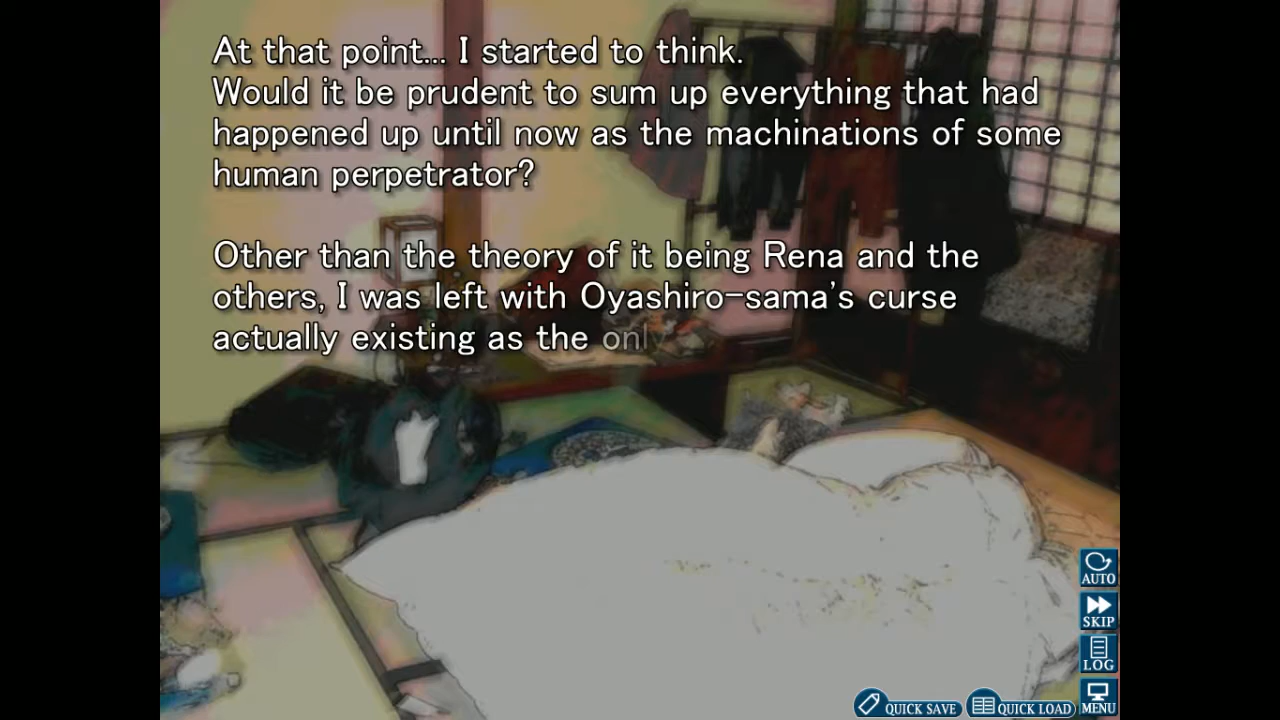 At that point... I started to think.
Would it be prudent to sum up everything that had
happened up until now as the machinations of some
human perpetrator?
Other than the theory of it being Rena and the
others, I was left with Oyashiro-sama's curse
actually existing as the only
AUTO
SKIP
LOG
MENU
QUICK SAVE
QUICK LOAD